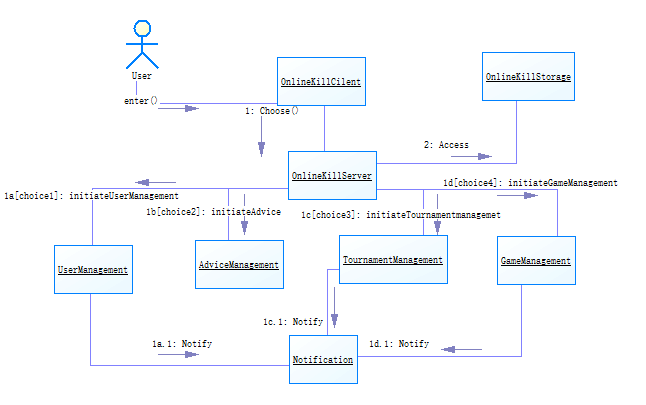 User
enter()
OnlineKillCilent
OnlineKillStorage
1: Choose()
2: Access
OnlineKillServer
1a[choice1]: initiateUserManagement
1d[choice4]: initiateGameManagement
1b[choice2]: initiateAdvice
1c[choice3]: initiateTournamentmanagemet
UserManagement
AdviceManagement
TournamentManagement
GameManagement
1c.1: Notify
1a.1: Notify
1d.1: Notify
Notification